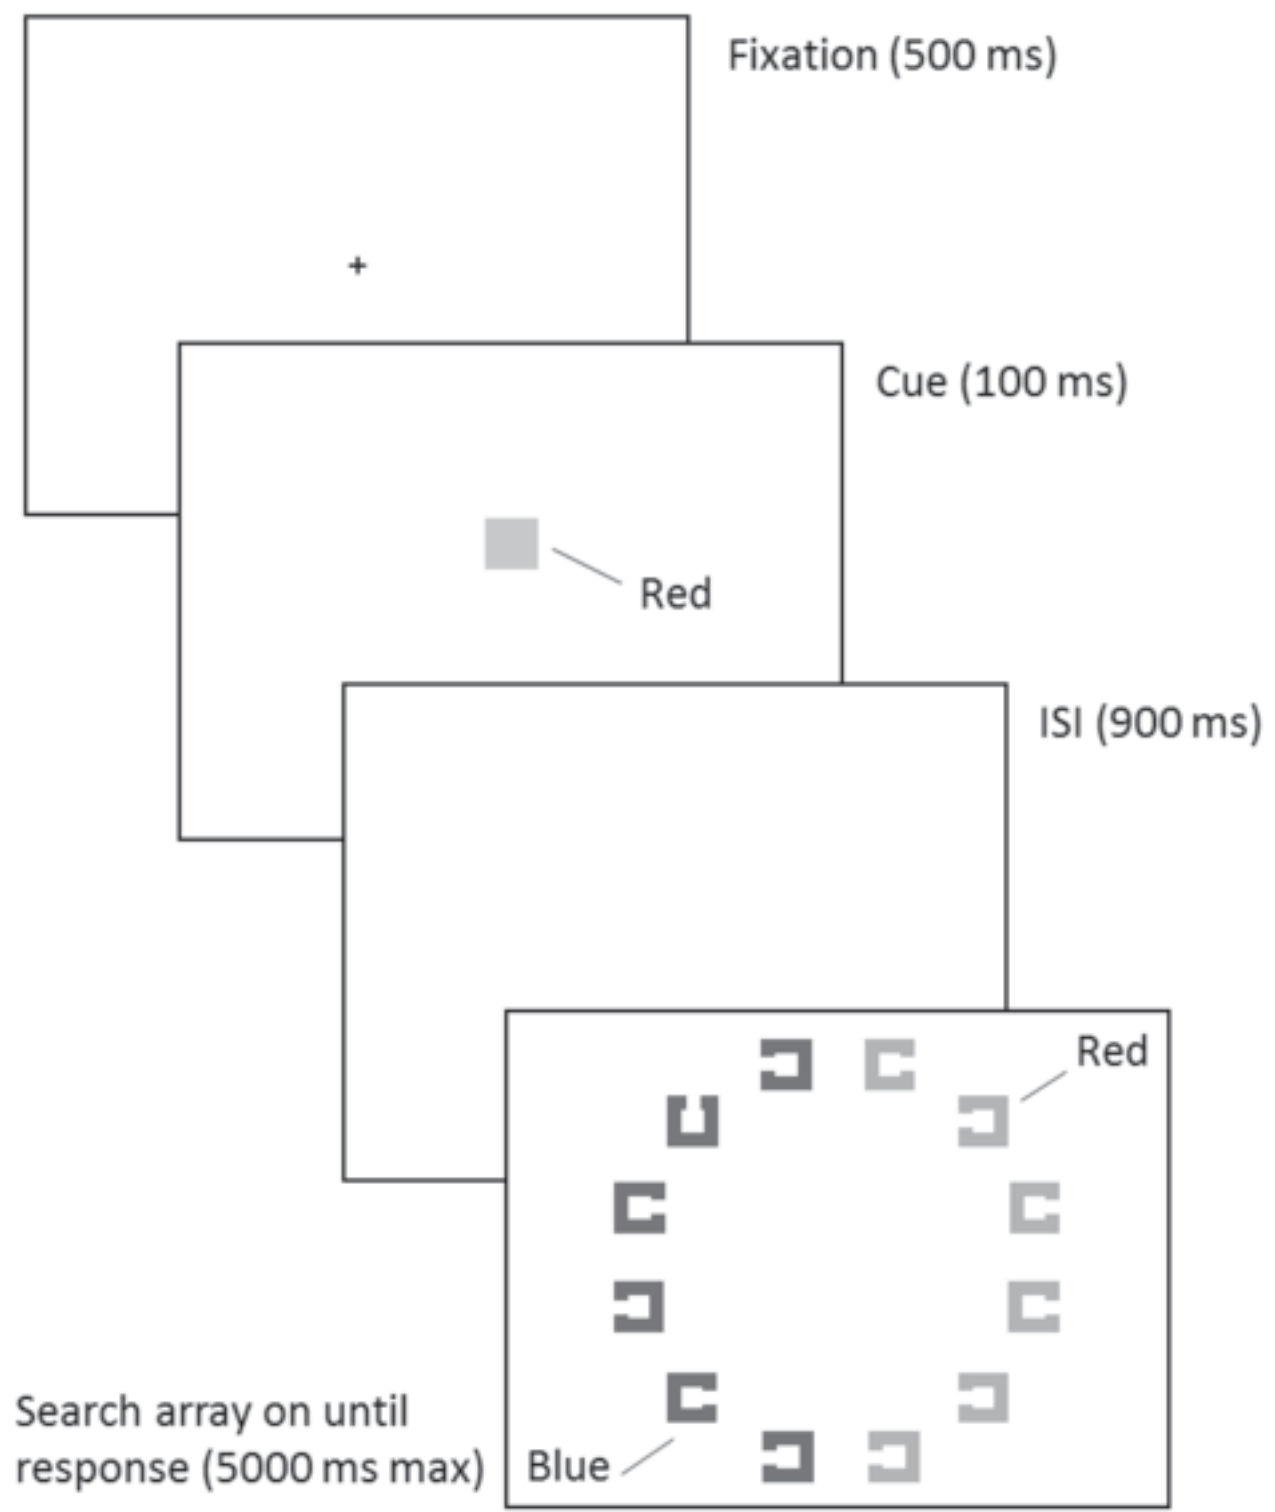 Fixation (500 ms)
Cue (100 ms)
Red
ISI (900 ms)
Red
Search array on until
response (5000 ms max)
Blue